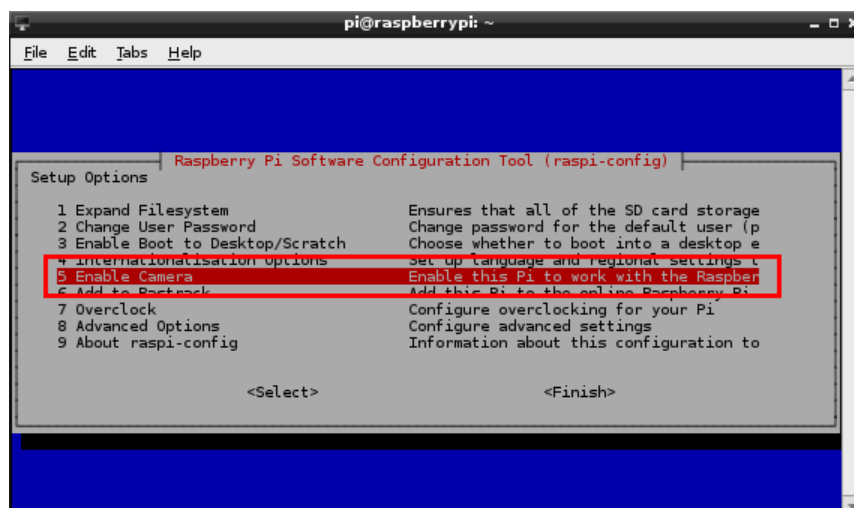 pi@raspberrypi: ~
File Edit Tabs Help
Raspberry Pi Software Configuration Tool (raspi-config)
Setup Options
1 Expand Filesystem Ensures that all of the SD card storage
2 Change User Password Change password for the default user (p
3 Enable Boot to Desktop/Scratch Choose whether to boot into a desktop e
4 Internationalisation Options Set up language and regional settings t
5 Enable Camera Enable this Pi to work with the Raspber
6 Add to Rastrack Add this Pi to the online Raspberry Pi
7 Overclock Configure overclocking for your Pi
8 Advanced Options Configure advanced settings
9 About raspi-config Information about this configuration to
<Select> <Finish>